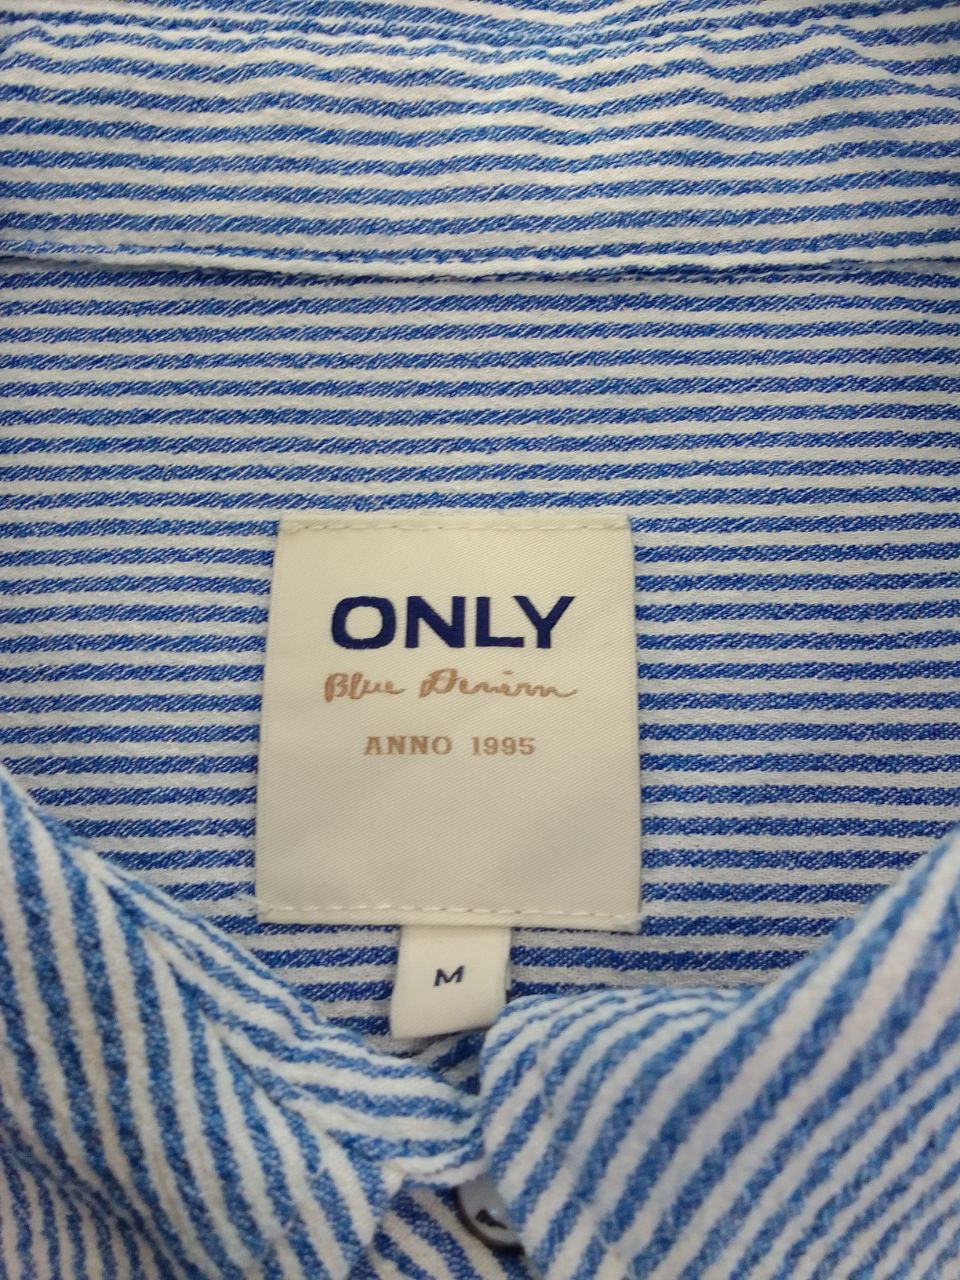 ONLY
Blue Denim
ANNO 1995
M